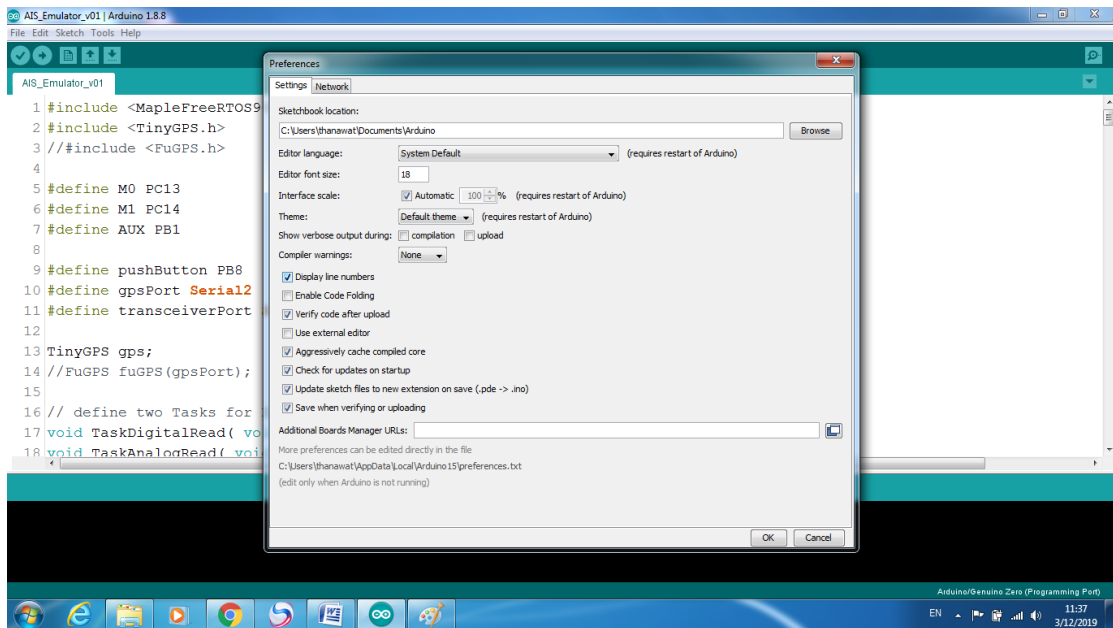 AIS_Emulator_v01 | Arduino 1.8.8
File Edit Sketch Tools Help
AIS_Emulator_v01
1 #include <MapleFreeRTOS9
2 #include <TinyGPS.h>
3 //#include <FuGPS.h>
4
5 #define M0 PC13
6 #define M1 PC14
7 #define AUX PB1
8
9 #define pushButton PB8
10 #define gpsPort Serial2
11 #define transceiverPort
12
13 TinyGPS gps;
14 //FuGPS fuGPS(gpsPort);
15
16 // define two Tasks for
17 void TaskDigitalRead( vo
18 void TaskAnalogRead( voi
Preferences
Settings Network
Sketchbook location:
C:\Users\thanawat\Documents\Arduino Browse
Editor language: System Default (requires restart of Arduino)
Editor font size: 18
Interface scale: Automatic 100 % (requires restart of Arduino)
Theme: Default theme (requires restart of Arduino)
Show verbose output during: compilation upload
Compiler warnings: None
Display line numbers
Enable Code Folding
Verify code after upload
Use external editor
Aggressively cache compiled core
Check for updates on startup
Update sketch files to new extension on save (.pde -> .ino)
Save when verifying or uploading
Additional Boards Manager URLs:
More preferences can be edited directly in the file
C:\Users\thanawat\AppData\Local\Arduino15\preferences.txt
(edit only when Arduino is not running)
OK Cancel
Arduino/Genuino Zero (Programming Port)
EN 11:37
3/12/2019